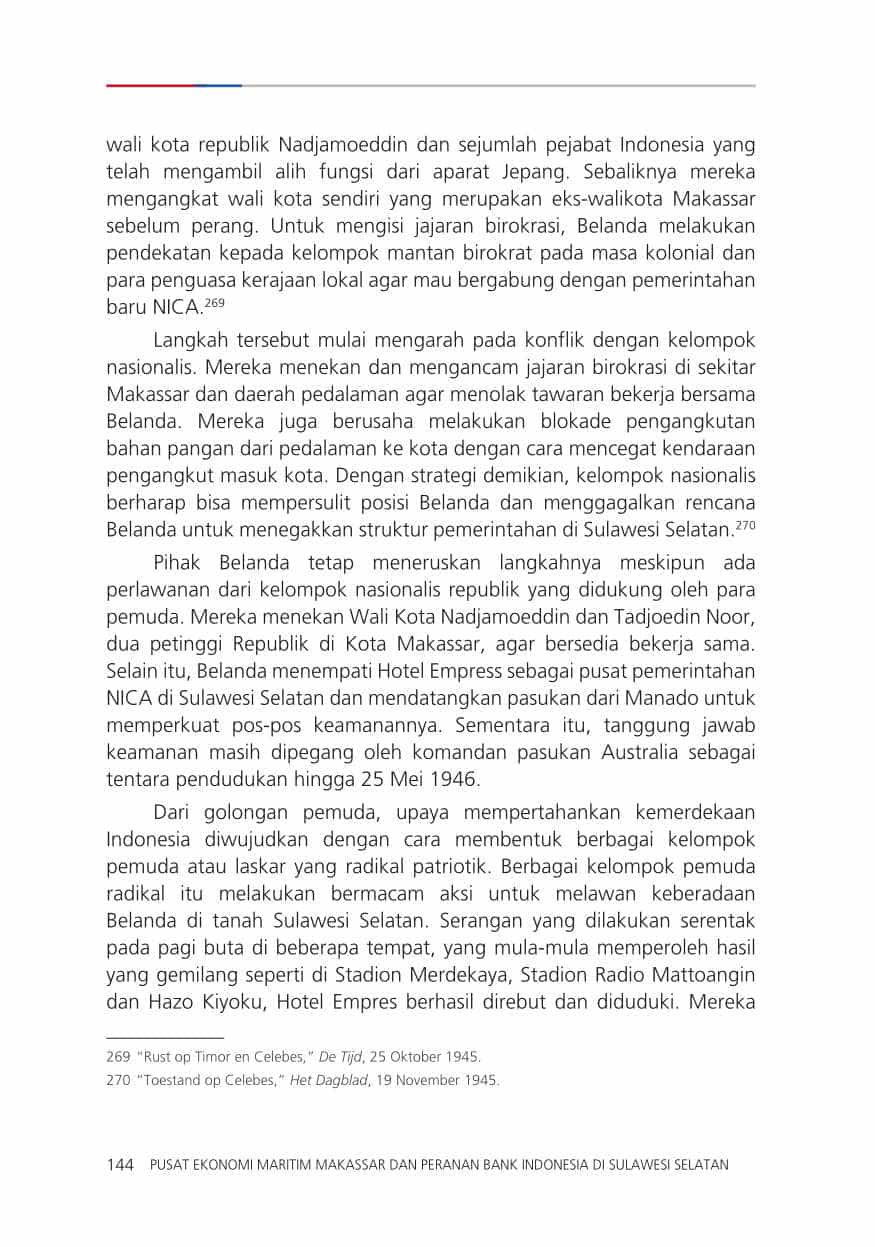 wali kota republik Nadjamoeddin dan sejumlah pejabat Indonesia yang
telah mengambil alih fungsi dari aparat Jepang. Sebaliknya mereka
mengangkat wali kota sendiri yang merupakan eks-walikota Makassar
sebelum perang. Untuk mengisi jajaran birokrasi, Belanda melakukan
pendekatan kepada kelompok mantan birokrat pada masa kolonial dan
para penguasa kerajaan lokal agar mau bergabung dengan pemerintahan
baru NICA.²⁶⁹
Langkah tersebut mulai mengarah pada konflik dengan kelompok
nasionalis. Mereka menekan dan mengancam jajaran birokrasi di sekitar
Makassar dan daerah pedalaman agar menolak tawaran bekerja bersama
Belanda. Mereka juga berusaha melakukan blokade pengangkutan
bahan pangan dari pedalaman ke kota dengan cara mencegat kendaraan
pengangkut masuk kota. Dengan strategi demikian, kelompok nasionalis
berharap bisa mempersulit posisi Belanda dan menggagalkan rencana
Belanda untuk menegakkan struktur pemerintahan di Sulawesi Selatan.²⁷⁰
Pihak Belanda tetap meneruskan langkahnya meskipun ada
perlawanan dari kelompok nasionalis republik yang didukung oleh para
pemuda. Mereka menekan Wali Kota Nadjamoeddin dan Tadjoedin Noor,
dua petinggi Republik di Kota Makassar, agar bersedia bekerja sama.
Selain itu, Belanda menempati Hotel Empress sebagai pusat pemerintahan
NICA di Sulawesi Selatan dan mendatangkan pasukan dari Manado untuk
memperkuat pos-pos keamanannya. Sementara itu, tanggung jawab
keamanan masih dipegang oleh komandan pasukan Australia sebagai
tentara pendudukan hingga 25 Mei 1946.
Dari golongan pemuda, upaya mempertahankan kemerdekaan
Indonesia diwujudkan dengan cara membentuk berbagai kelompok
pemuda atau laskar yang radikal patriotik. Berbagai kelompok pemuda
radikal itu melakukan bermacam aksi untuk melawan keberadaan
Belanda di tanah Sulawesi Selatan. Serangan yang dilakukan serentak
pada pagi buta di beberapa tempat, yang mula-mula memperoleh hasil
yang gemilang seperti di Stadion Merdekaya, Stadion Radio Mattoangin
dan Hazo Kiyoku, Hotel Empres berhasil direbut dan diduduki. Mereka
269 “Rust op Timor en Celebes,” De Tijd, 25 Oktober 1945.
270 “Toestand op Celebes,” Het Dagblad, 19 November 1945.
144 PUSAT EKONOMI MARITIM MAKASSAR DAN PERANAN BANK INDONESIA DI SULAWESI SELATAN